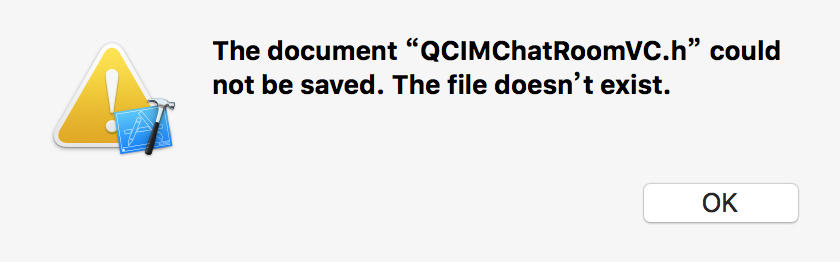 The document “QCIMChatRoomVC.h” could
not be saved. The file doesn’t exist.
OK